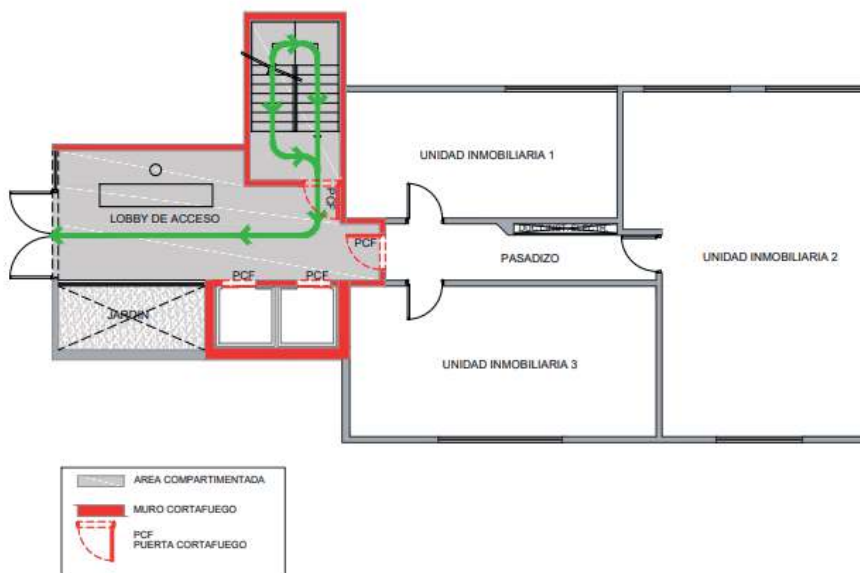 UNIDAD INMOBILIARIA 1
PCF
LOBBY DE ACCESO
PCF
PASADIZO
UNIDAD INMOBILIARIA 2
PCF
PCF
JARDIN
UNIDAD INMOBILIARIA 3
AREA COMPARTIMENTADA
MURO CORTAFUEGO
PCF
PUERTA CORTAFUEGO